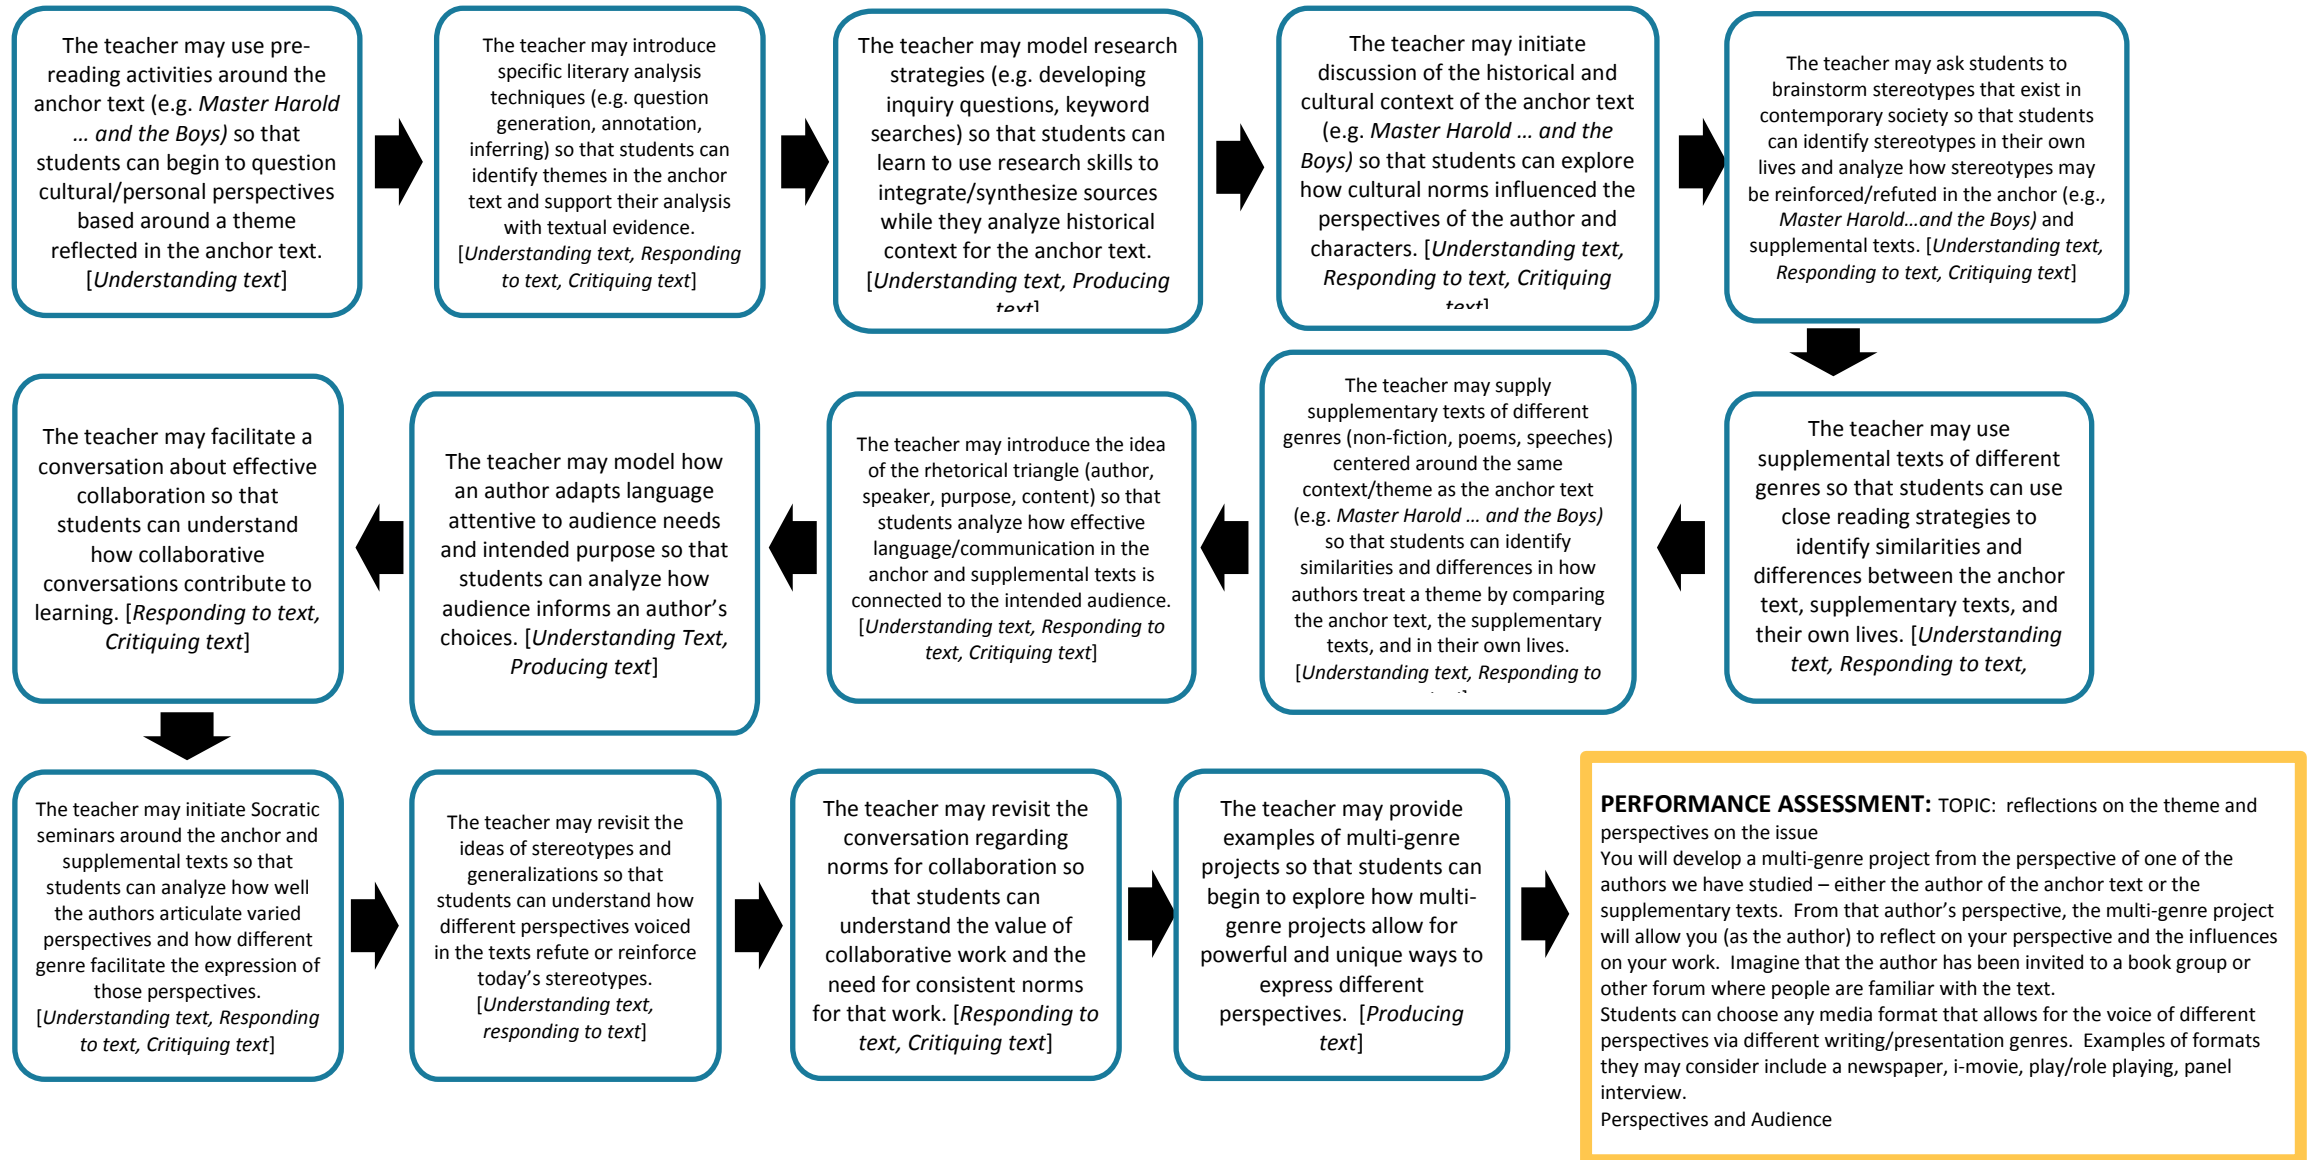 The teacher may use pre-
reading activities around the
anchor text (e.g. Master Harold
... and the Boys) so that
students can begin to question
cultural/personal perspectives
based around a theme
reflected in the anchor text.
[Understanding text]
The teacher may introduce
specific literary analysis
techniques (e.g. question
generation, annotation,
inferring) so that students can
identify themes in the anchor
text and support their analysis
with textual evidence.
[Understanding text, Responding
to text, Critiquing text]
The teacher may model research
strategies (e.g. developing
inquiry questions, keyword
searches) so that students can
learn to use research skills to
integrate/synthesize sources
while they analyze historical
context for the anchor text.
[Understanding text, Producing
text]
The teacher may initiate
discussion of the historical and
cultural context of the anchor text
(e.g. Master Harold ... and the
Boys) so that students can explore
how cultural norms influenced the
perspectives of the author and
characters. [Understanding text,
Responding to text, Critiquing
text]
The teacher may ask students to
brainstorm stereotypes that exist in
contemporary society so that students
can identify stereotypes in their own
lives and analyze how stereotypes may
be reinforced/refuted in the anchor (e.g.,
Master Harold...and the Boys) and
supplemental texts. [Understanding text,
Responding to text, Critiquing text]
The teacher may use
supplemental texts of different
genres so that students can use
close reading strategies to
identify similarities and
differences between the anchor
text, supplementary texts, and
their own lives. [Understanding
text, Responding to text,
The teacher may supply
supplementary texts of different
genres (non-fiction, poems, speeches)
centered around the same
context/theme as the anchor text
(e.g. Master Harold ... and the Boys)
so that students can identify
similarities and differences in how
authors treat a theme by comparing
the anchor text, the supplementary
texts, and in their own lives.
[Understanding text, Responding to
The teacher may introduce the idea
of the rhetorical triangle (author,
speaker, purpose, content) so that
students analyze how effective
language/communication in the
anchor and supplemental texts is
connected to the intended audience.
[Understanding text, Responding to
text, Critiquing text]
The teacher may model how
an author adapts language
attentive to audience needs
and intended purpose so that
students can analyze how
audience informs an author's
choices. [Understanding Text,
Producing text]
The teacher may facilitate a
conversation about effective
collaboration so that
students can understand
how collaborative
conversations contribute to
learning. [Responding to text,
Critiquing text]
The teacher may initiate Socratic
seminars around the anchor and
supplemental texts so that
students can analyze how well
the authors articulate varied
perspectives and how different
genre facilitate the expression of
those perspectives.
[Understanding text, Responding
to text, Critiquing text]
The teacher may revisit the
ideas of stereotypes and
generalizations so that
students can understand how
different perspectives voiced
in the texts refute or reinforce
today's stereotypes.
[Understanding text,
responding to text]
The teacher may revisit the
conversation regarding
norms for collaboration so
that students can
understand the value of
collaborative work and the
need for consistent norms
for that work. [Responding to
text, Critiquing text]
The teacher may provide
examples of multi-genre
projects so that students can
begin to explore how multi-
genre projects allow for
powerful and unique ways to
express different
perspectives. [Producing
text]
PERFORMANCE ASSESSMENT: TOPIC: reflections on the theme and
perspectives on the issue
You will develop a multi-genre project from the perspective of one of the
authors we have studied – either the author of the anchor text or the
supplementary texts. From that author's perspective, the multi-genre project
will allow you (as the author) to reflect on your perspective and the influences
on your work. Imagine that the author has been invited to a book group or
other forum where people are familiar with the text.
Students can choose any media format that allows for the voice of different
perspectives via different writing/presentation genres. Examples of formats
they may consider include a newspaper, i-movie, play/role playing, panel
interview.
Perspectives and Audience